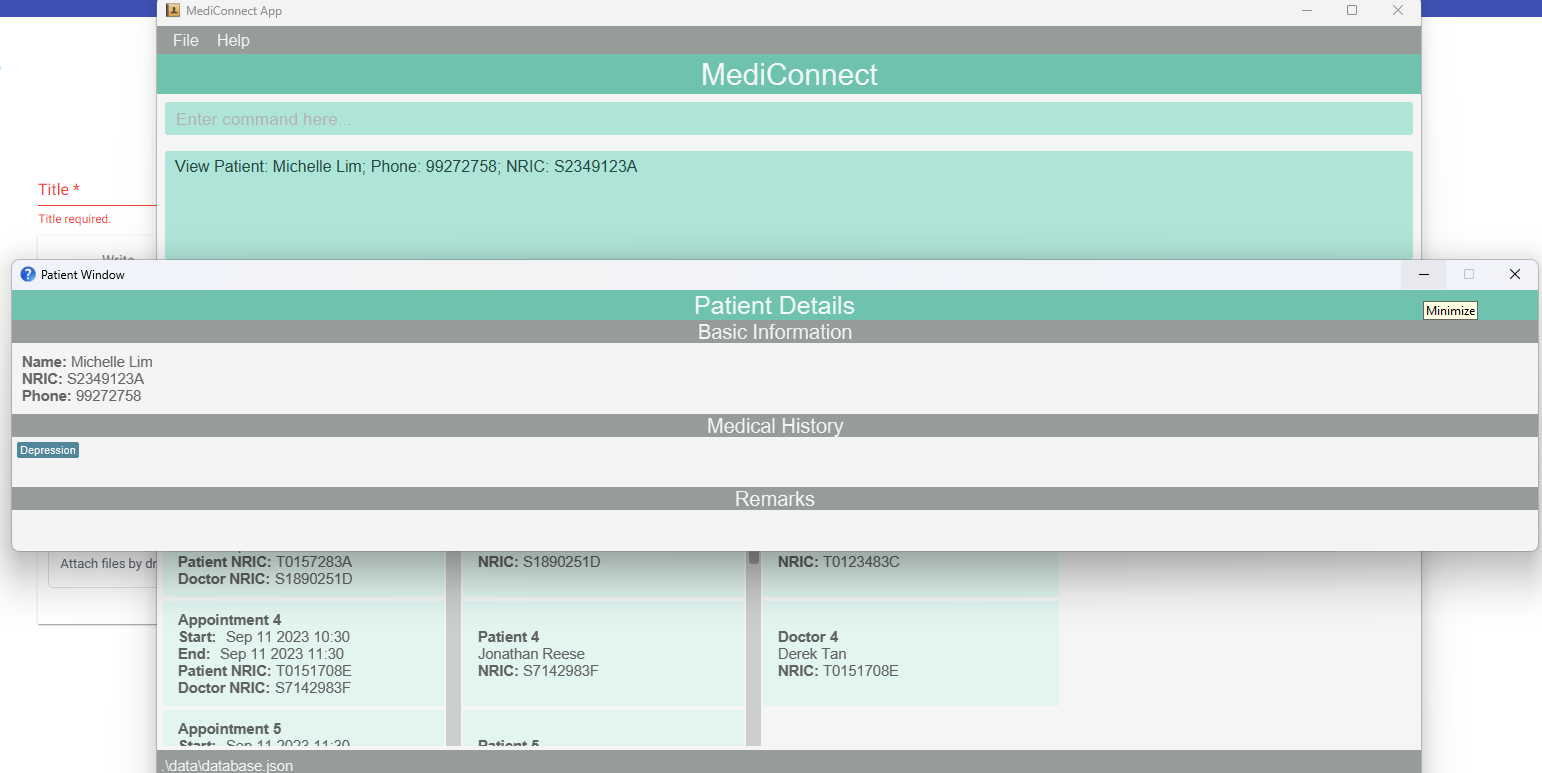 MediConnect App
File Help
MediConnect
Enter command here...
View Patient: Michelle Lim; Phone: 99272758; NRIC: S2349123A
Title *
Title required.
Write
Patient Window
Patient Details
Minimize
Basic Information
Name: Michelle Lim
NRIC: S2349123A
Phone: 99272758
Medical History
Depression
Remarks
Attach files by dr
Patient NRIC: T0157283A
Doctor NRIC: S1890251D
NRIC: S1890251D
NRIC: T0123483C
Appointment 4
Start: Sep 11 2023 10:30
End: Sep 11 2023 11:30
Patient NRIC: T0151708E
Doctor NRIC: S7142983F
Patient 4
Jonathan Reese
NRIC: S7142983F
Doctor 4
Derek Tan
NRIC: T0151708E
Appointment 5
Start: Sep 11 2023 11:30
Patient 5
.\data\database.json